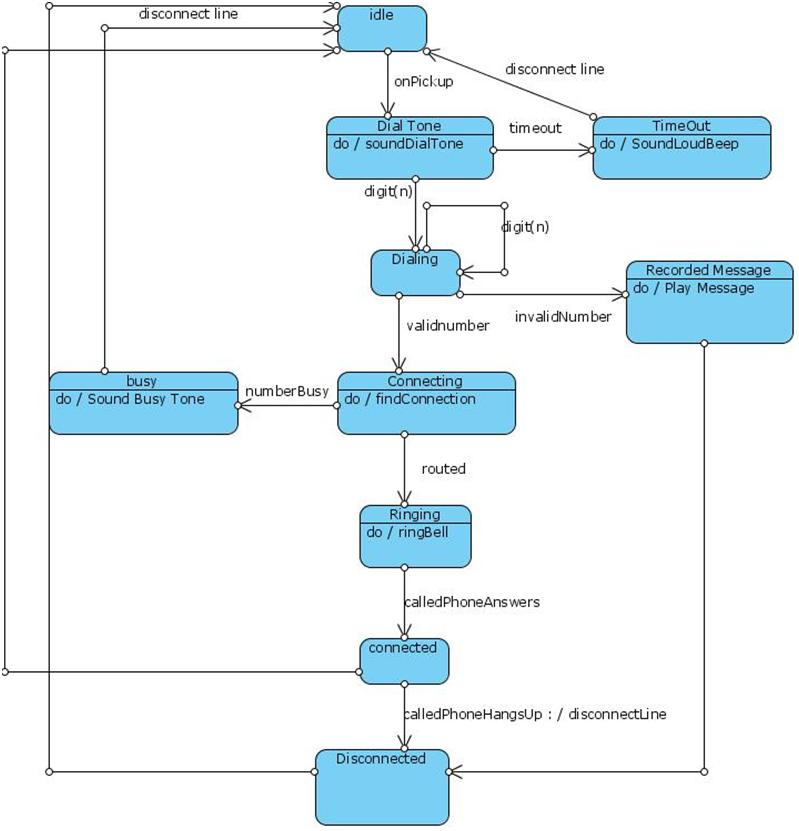 disconnect line
idle
disconnect line
onPickup
Dial Tone
do / soundDialTone
timeout
TimeOut
do / SoundLoudBeep
digit(n)
digit(n)
Dialing
Recorded Message
do / Play Message
invalidNumber
validnumber
busy
do / Sound Busy Tone
numberBusy
Connecting
do / findConnection
routed
Ringing
do / ringBell
calledPhoneAnswers
connected
calledPhoneHangsUp : / disconnectLine
Disconnected